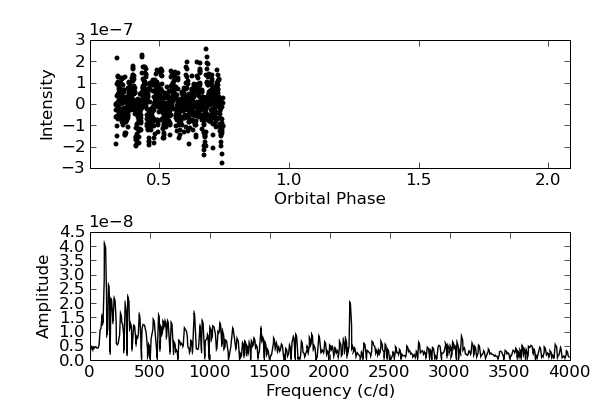 1e−7
3
2
1
0
−1
−2
−3
Intensity
0.5 1.0 1.5 2.0
Orbital Phase
1e−8
4.5
4.0
3.5
3.0
2.5
2.0
1.5
1.0
0.5
0.0
Amplitude
0 500 1000 1500 2000 2500 3000 3500 4000
Frequency (c/d)